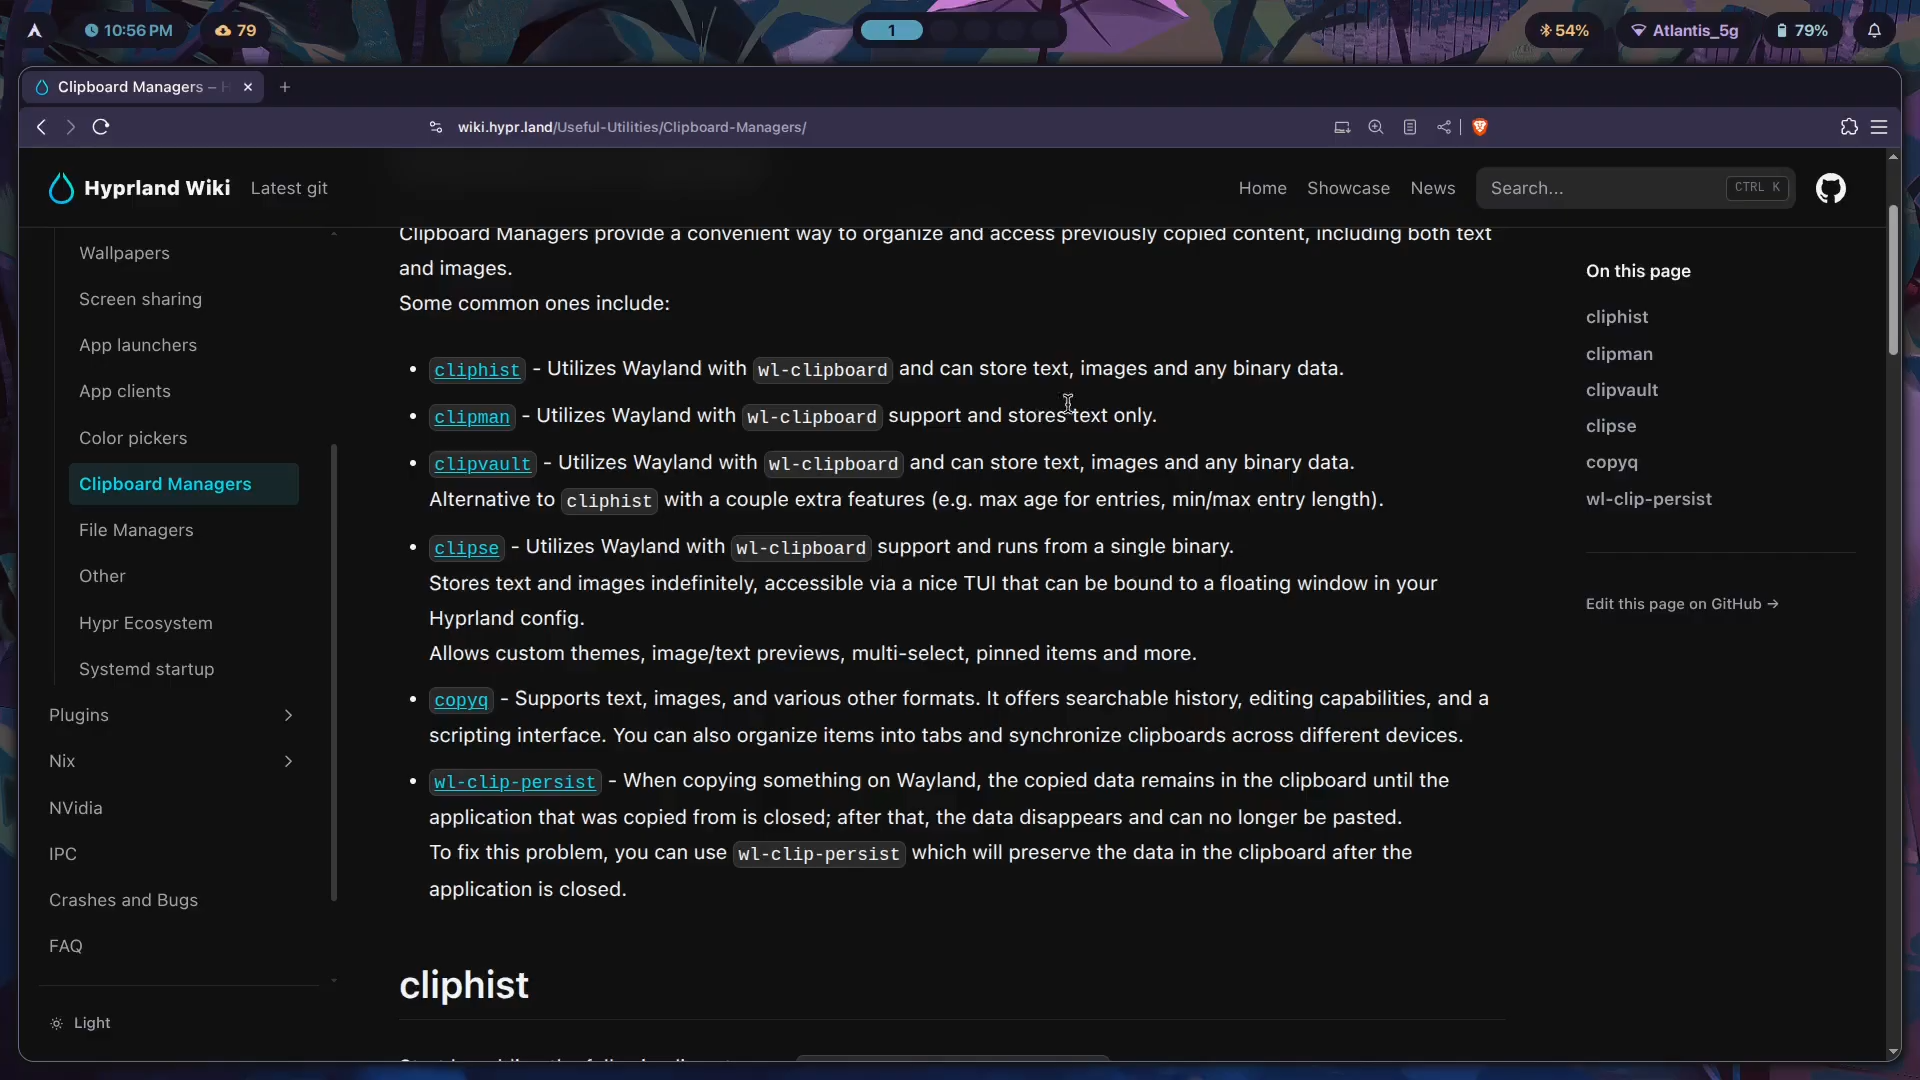 10:56 PM
79
1
54%
Atlantis_5g
79%
Clipboard Managers – H
wiki.hypr.land/Useful-Utilities/Clipboard-Managers/
Hyprland Wiki
Latest git
Home
Showcase
News
Search...
CTRL K
Wallpapers
Screen sharing
App launchers
App clients
Color pickers
Clipboard Managers
File Managers
Other
Hypr Ecosystem
Systemd startup
Plugins
Nix
NVidia
IPC
Crashes and Bugs
FAQ
Light
Clipboard Managers provide a convenient way to organize and access previously copied content, including both text
and images.
Some common ones include:
• cliphist - Utilizes Wayland with wl-clipboard and can store text, images and any binary data.
• clipman - Utilizes Wayland with wl-clipboard support and stores text only.
• clipvault - Utilizes Wayland with wl-clipboard and can store text, images and any binary data.
Alternative to cliphist with a couple extra features (e.g. max age for entries, min/max entry length).
• clipse - Utilizes Wayland with wl-clipboard support and runs from a single binary.
Stores text and images indefinitely, accessible via a nice TUI that can be bound to a floating window in your
Hyprland config.
Allows custom themes, image/text previews, multi-select, pinned items and more.
• copyq - Supports text, images, and various other formats. It offers searchable history, editing capabilities, and a
scripting interface. You can also organize items into tabs and synchronize clipboards across different devices.
• wl-clip-persist - When copying something on Wayland, the copied data remains in the clipboard until the
application that was copied from is closed; after that, the data disappears and can no longer be pasted.
To fix this problem, you can use wl-clip-persist which will preserve the data in the clipboard after the
application is closed.
cliphist
On this page
cliphist
clipman
clipvault
clipse
copyq
wl-clip-persist
Edit this page on GitHub →